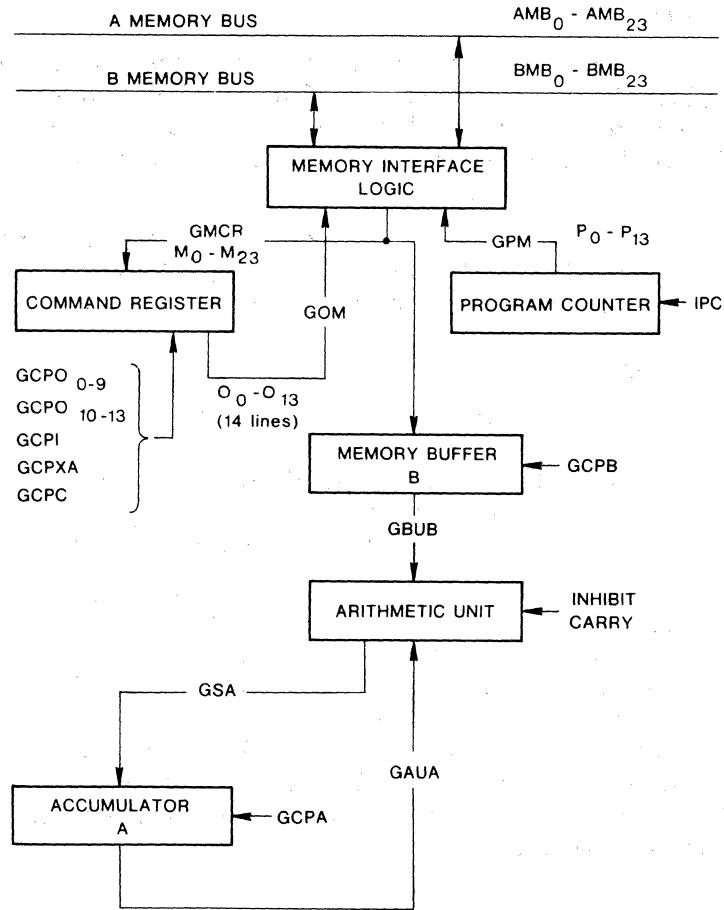 A MEMORY BUS
AMB0 - AMB23
B MEMORY BUS
BMB0 - BMB23
MEMORY INTERFACE
LOGIC
GMCR
M0 - M23
GPM
P0 - P13
COMMAND REGISTER
GOM
PROGRAM COUNTER
IPC
GCPO 0-9
GCPO 10-13
GCPI
GCPXA
GCPC
O0 - O13
(14 lines)
MEMORY BUFFER
B
GCPB
GBUB
ARITHMETIC UNIT
INHIBIT
CARRY
GSA
GAUA
ACCUMULATOR
A
GCPA